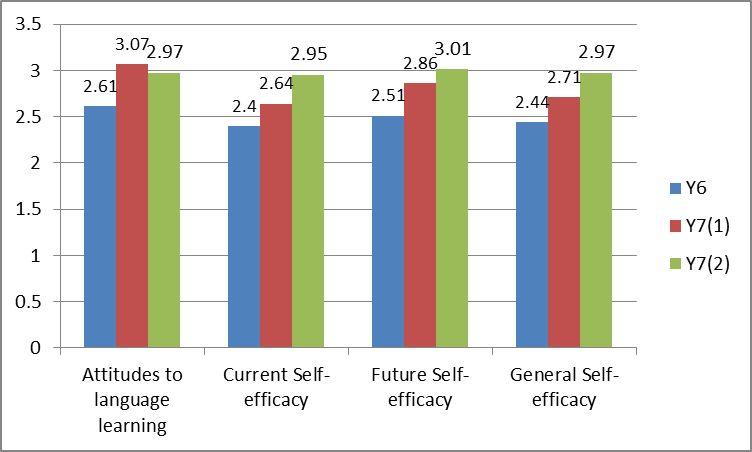 3.5
3
2.5
2
1.5
1
0.5
0
2.61 3.07 2.97
2.4 2.64 2.95
2.51 2.86 3.01
2.44 2.71 2.97
Attitudes to
language
learning
Current Self-
efficacy
Future Self-
efficacy
General Self-
efficacy
Y6
Y7(1)
Y7(2)